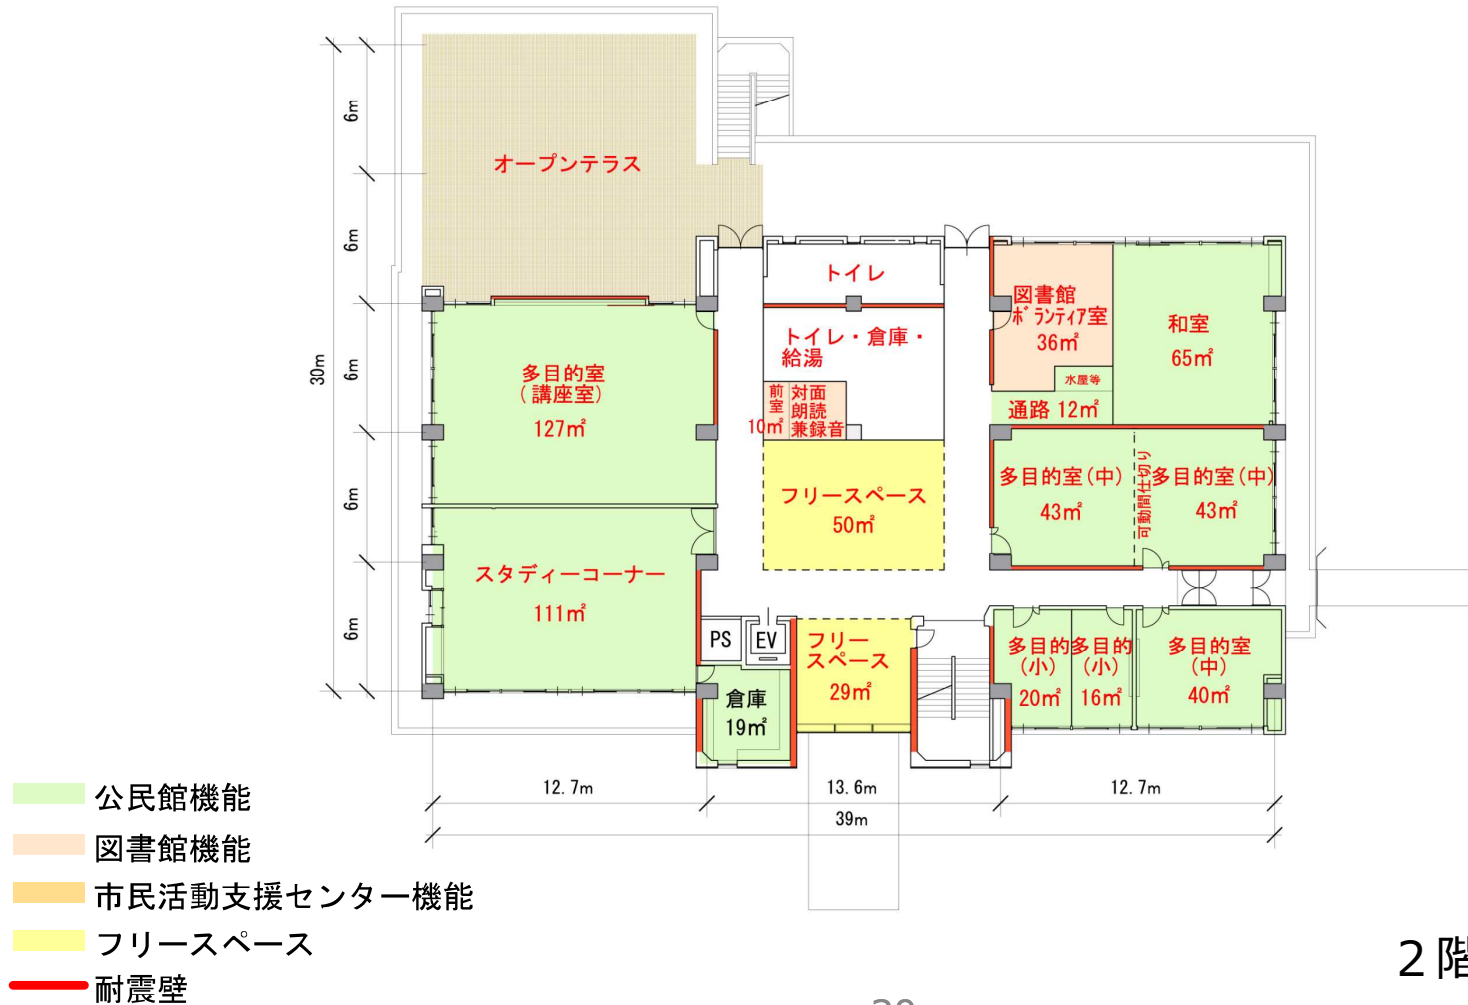 オープンテラス
トイレ
トイレ・倉庫・
給湯
図書館
ボランティア室
36㎡
和室
65㎡
水屋等
通路 12㎡
多目的室
(講座室)
127㎡
前
室
10㎡
対面
朗読
兼録音
フリースペース
50㎡
多目的室(中)
43㎡
可動間仕切り
多目的室(中)
43㎡
スタディーコーナー
111㎡
PS
EV
フリー
スペース
29㎡
倉庫
19㎡
多目的
(小)
20㎡
多目的
(小)
16㎡
多目的室
(中)
40㎡
6m
6m
6m
6m
6m
30m
12.7m
13.6m
12.7m
39m
公民館機能
図書館機能
市民活動支援センター機能
フリースペース
耐震壁
2階